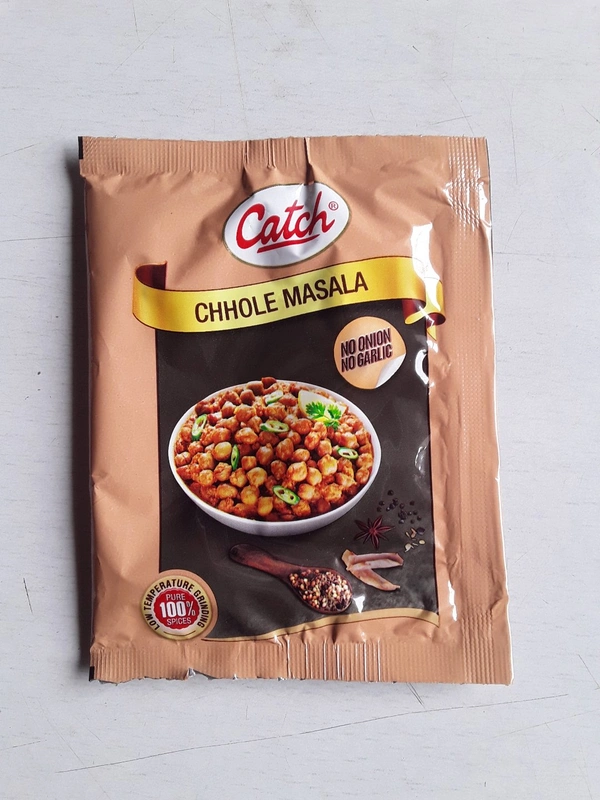 Catch®
CHHOLE MASALA
NO ONION
NO GARLIC
LOW TEMPERATURE GRINDING
PURE
100%
SPICES